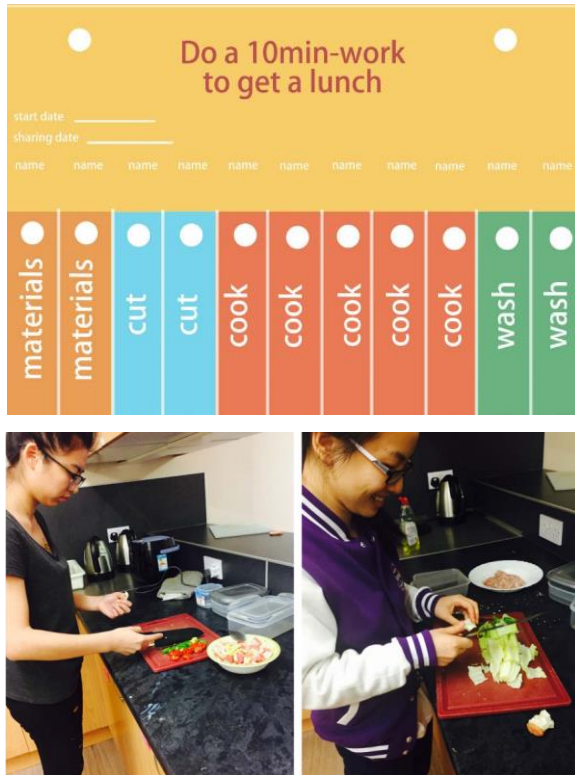 Do a 10min-work
to get a lunch
start date
sharing date
name name name name name name name name name name name
materials materials cut cut cook cook cook cook cook wash wash